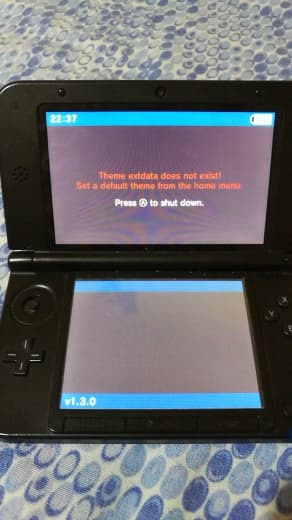 22:37
Theme extdata does not exist!
Set a default theme from the home menu.
Press Ⓐ to shut down.
v1.3.0
Y
B